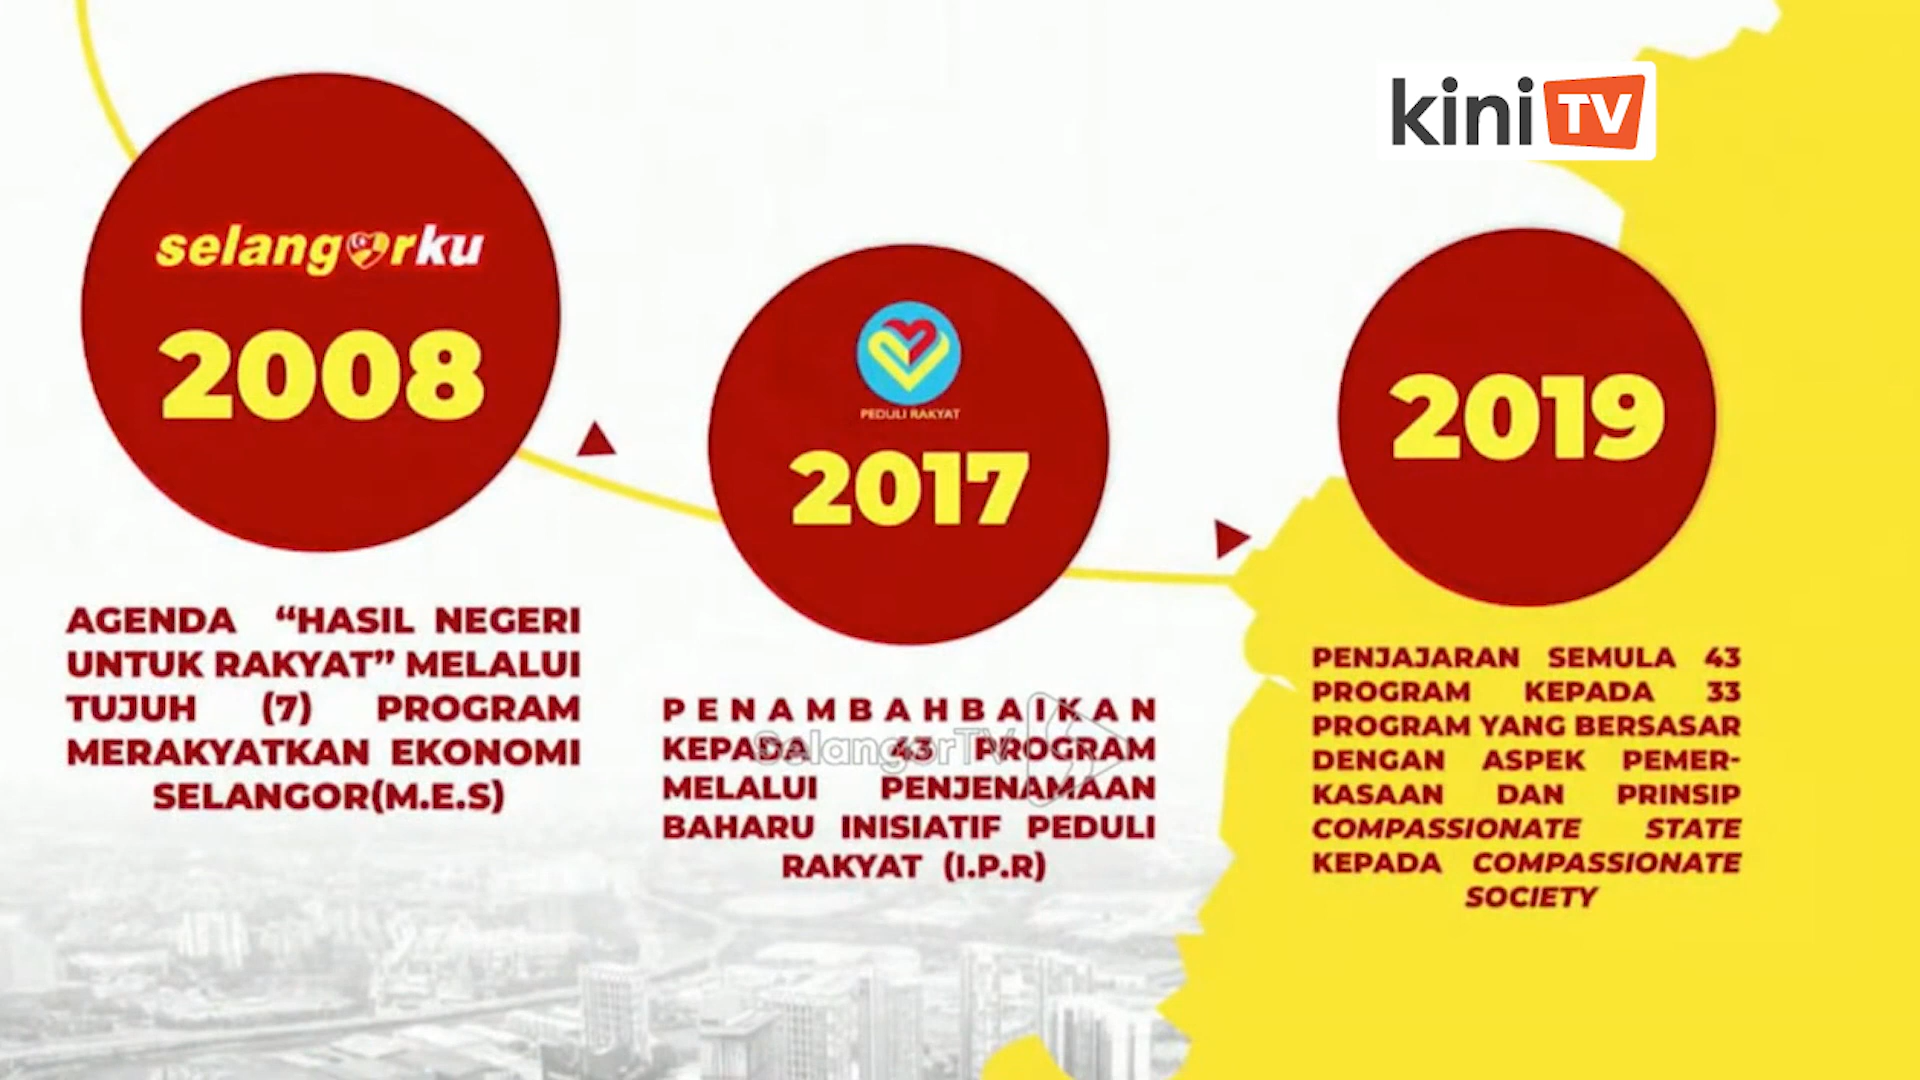 kini TV
selangorku
2008
AGENDA “HASIL NEGERI
UNTUK RAKYAT” MELALUI
TUJUH (7) PROGRAM
MERAKYATKAN EKONOMI
SELANGOR(M.E.S)
PEDULI RAKYAT
2017
PENAMBAHBAIKAN
KEPADA 43 PROGRAM
MELALUI PENJENAMAAN
BAHARU INISIATIF PEDULI
RAKYAT (I.P.R)
SelangorTV
2019
PENJAJARAN SEMULA 43
PROGRAM KEPADA 33
PROGRAM YANG BERSASAR
DENGAN ASPEK PEMER-
KASAAN DAN PRINSIP
COMPASSIONATE STATE
KEPADA COMPASSIONATE
SOCIETY